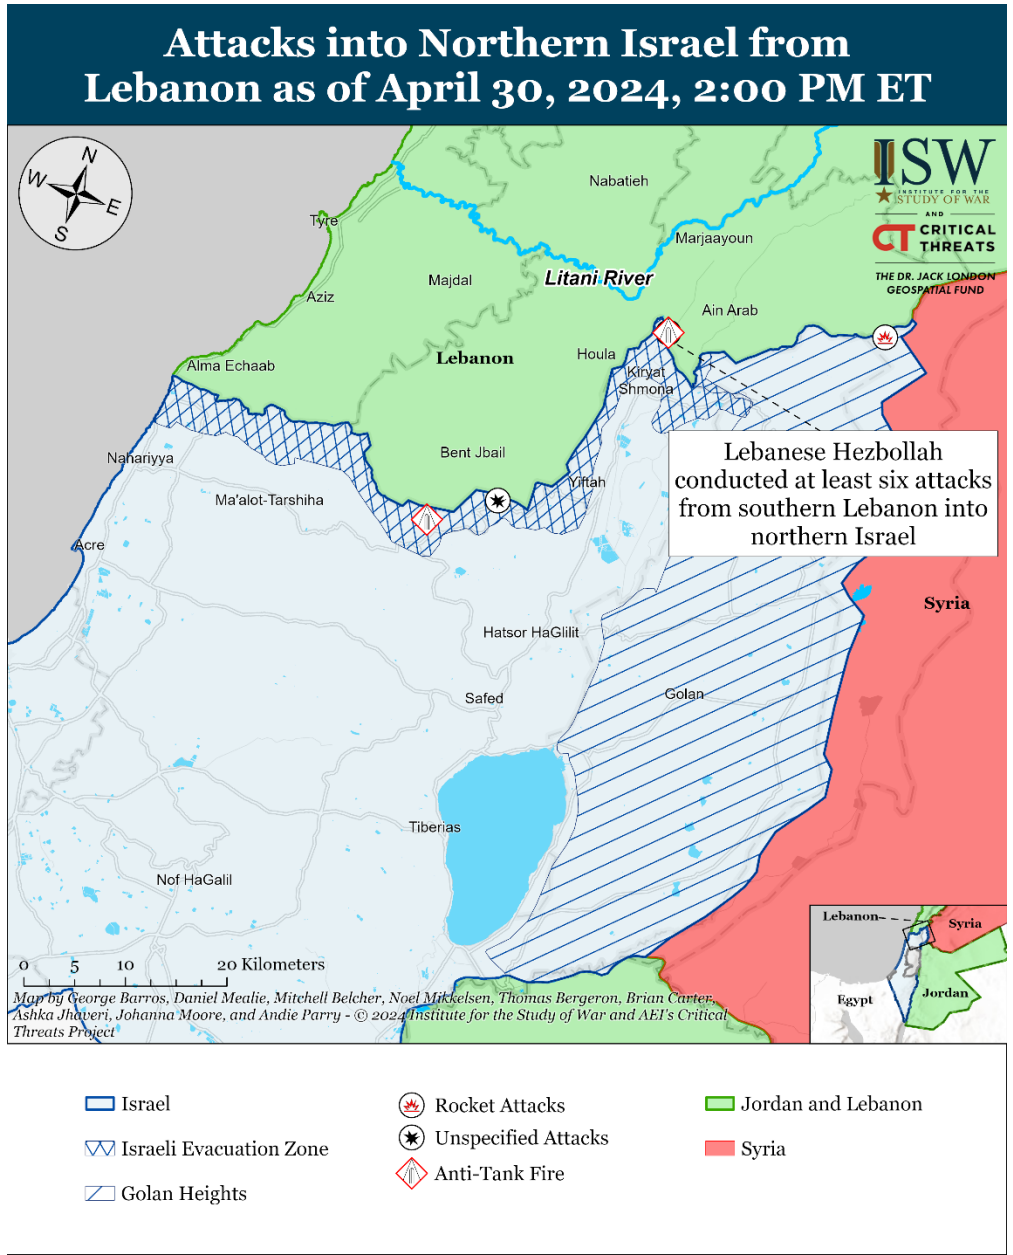 Attacks into Northern Israel from
Lebanon as of April 30, 2024, 2:00 PM ET
N
W
E
S
ISW
INSTITUTE FOR THE
STUDY OF WAR
AND
CT CRITICAL
THREATS
THE DR. JACK LONDON
GEOSPATIAL FUND
Nabatieh
Tyre
Marjaayoun
Majdal
Litani River
Aziz
Ain Arab
Lebanon
Houla
Alma Echaab
Kiryat
Shmona
Lebanese Hezbollah
conducted at least six attacks
from southern Lebanon into
northern Israel
Bent Jbail
Nahariyya
Yiftah
Ma'alot-Tarshiha
Acre
Syria
Hatsor HaGlilit
Safed
Golan
Tiberias
Nof HaGalil
Lebanon
Syria
Egypt
Jordan
0 5 10 20 Kilometers
Map by George Barros, Daniel Mealie, Mitchell Belcher, Noel Mikkelsen, Thomas Bergeron, Brian Carter,
Ashka Jhaveri, Johanna Moore, and Andie Parry - © 2024 Institute for the Study of War and AEI's Critical
Threats Project
Israel
Israeli Evacuation Zone
Golan Heights
Rocket Attacks
Unspecified Attacks
Anti-Tank Fire
Jordan and Lebanon
Syria